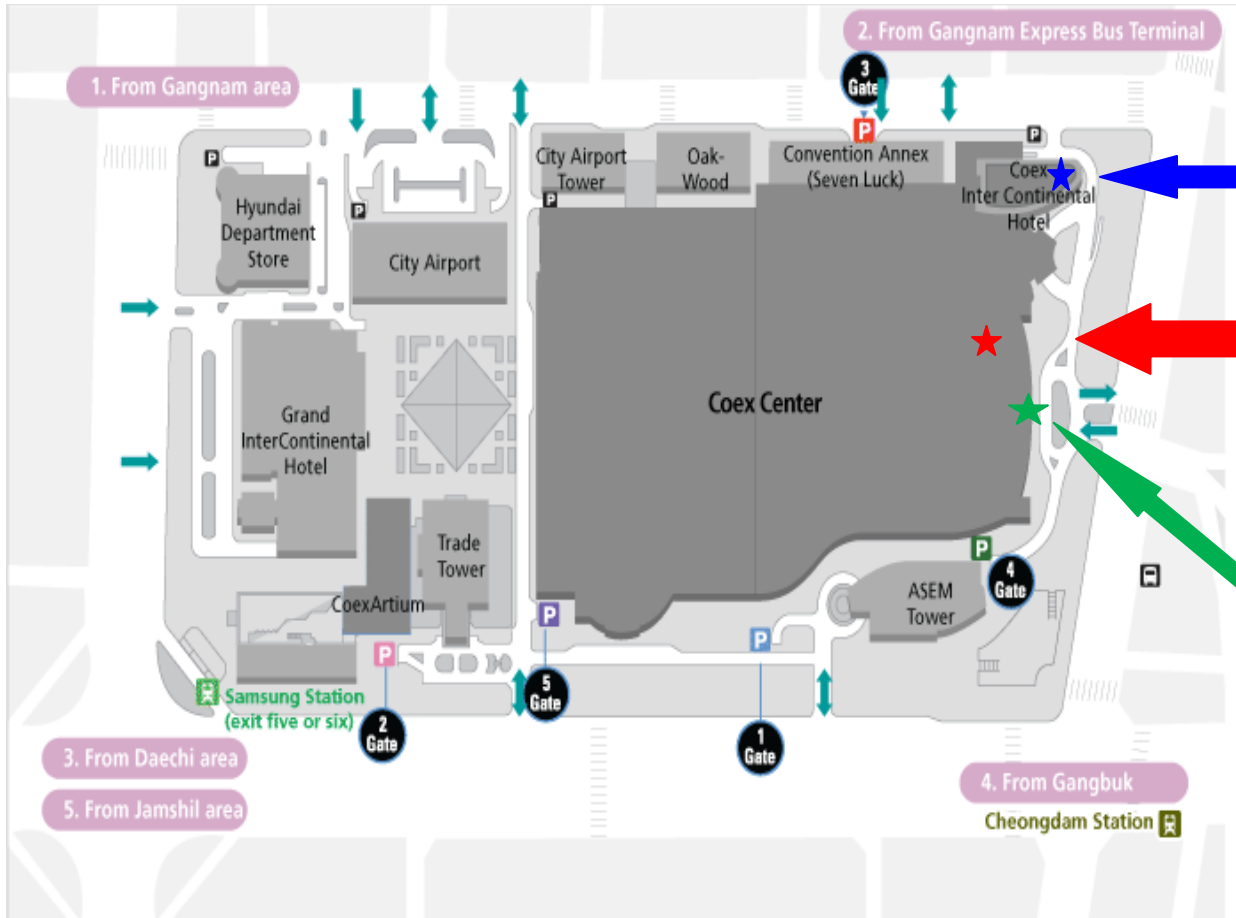 2. From Gangnam Express Bus Terminal
1. From Gangnam area
3
Gate
P
P
P
City Airport
Tower
Oak-
Wood
Convention Annex
(Seven Luck)
Coex
Inter Continental
Hotel
Hyundai
Department
Store
P
P
City Airport
Coex Center
Grand
InterContinental
Hotel
Trade
Tower
CoexArtium
P
4
Gate
ASEM
Tower
P
P
P
Samsung Station
(exit five or six)
5
Gate
2
Gate
1
Gate
3. From Daechi area
5. From Jamshil area
4. From Gangbuk
Cheongdam Station